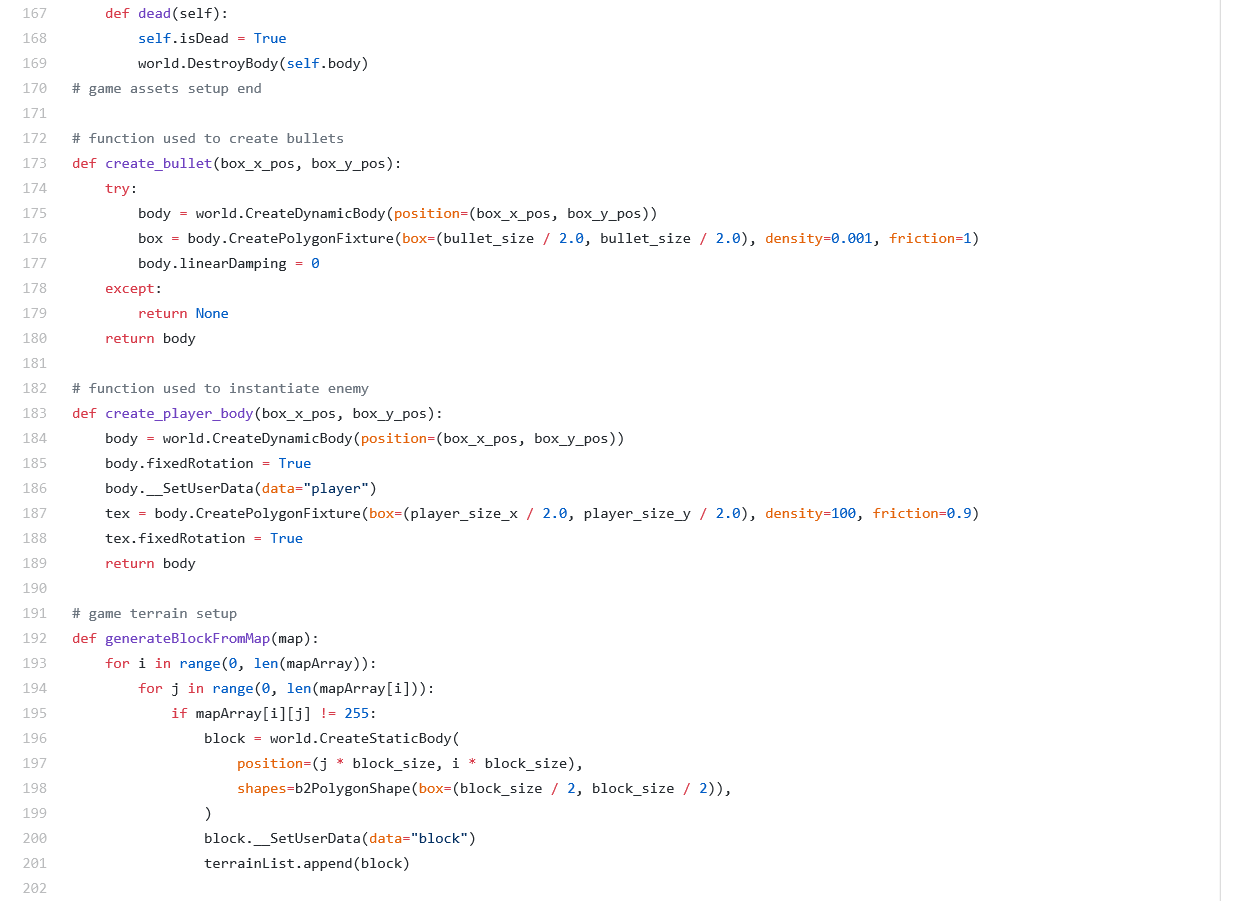 167    def dead(self):
168        self.isDead = True
169        world.DestroyBody(self.body)
170 # game assets setup end
171
172 # function used to create bullets
173 def create_bullet(box_x_pos, box_y_pos):
174     try:
175         body = world.CreateDynamicBody(position=(box_x_pos, box_y_pos))
176         box = body.CreatePolygonFixture(box=(bullet_size / 2.0, bullet_size / 2.0), density=0.001, friction=1)
177         body.linearDamping = 0
178     except:
179         return None
180     return body
181
182 # function used to instantiate enemy
183 def create_player_body(box_x_pos, box_y_pos):
184     body = world.CreateDynamicBody(position=(box_x_pos, box_y_pos))
185     body.fixedRotation = True
186     body.__SetUserData(data="player")
187     tex = body.CreatePolygonFixture(box=(player_size_x / 2.0, player_size_y / 2.0), density=100, friction=0.9)
188     tex.fixedRotation = True
189     return body
190
191 # game terrain setup
192 def generateBlockFromMap(map):
193     for i in range(0, len(mapArray)):
194         for j in range(0, len(mapArray[i])):
195             if mapArray[i][j] != 255:
196                 block = world.CreateStaticBody(
197                     position=(j * block_size, i * block_size),
198                     shapes=b2PolygonShape(box=(block_size / 2, block_size / 2)),
199                 )
200                 block.__SetUserData(data="block")
201                 terrainList.append(block)
202